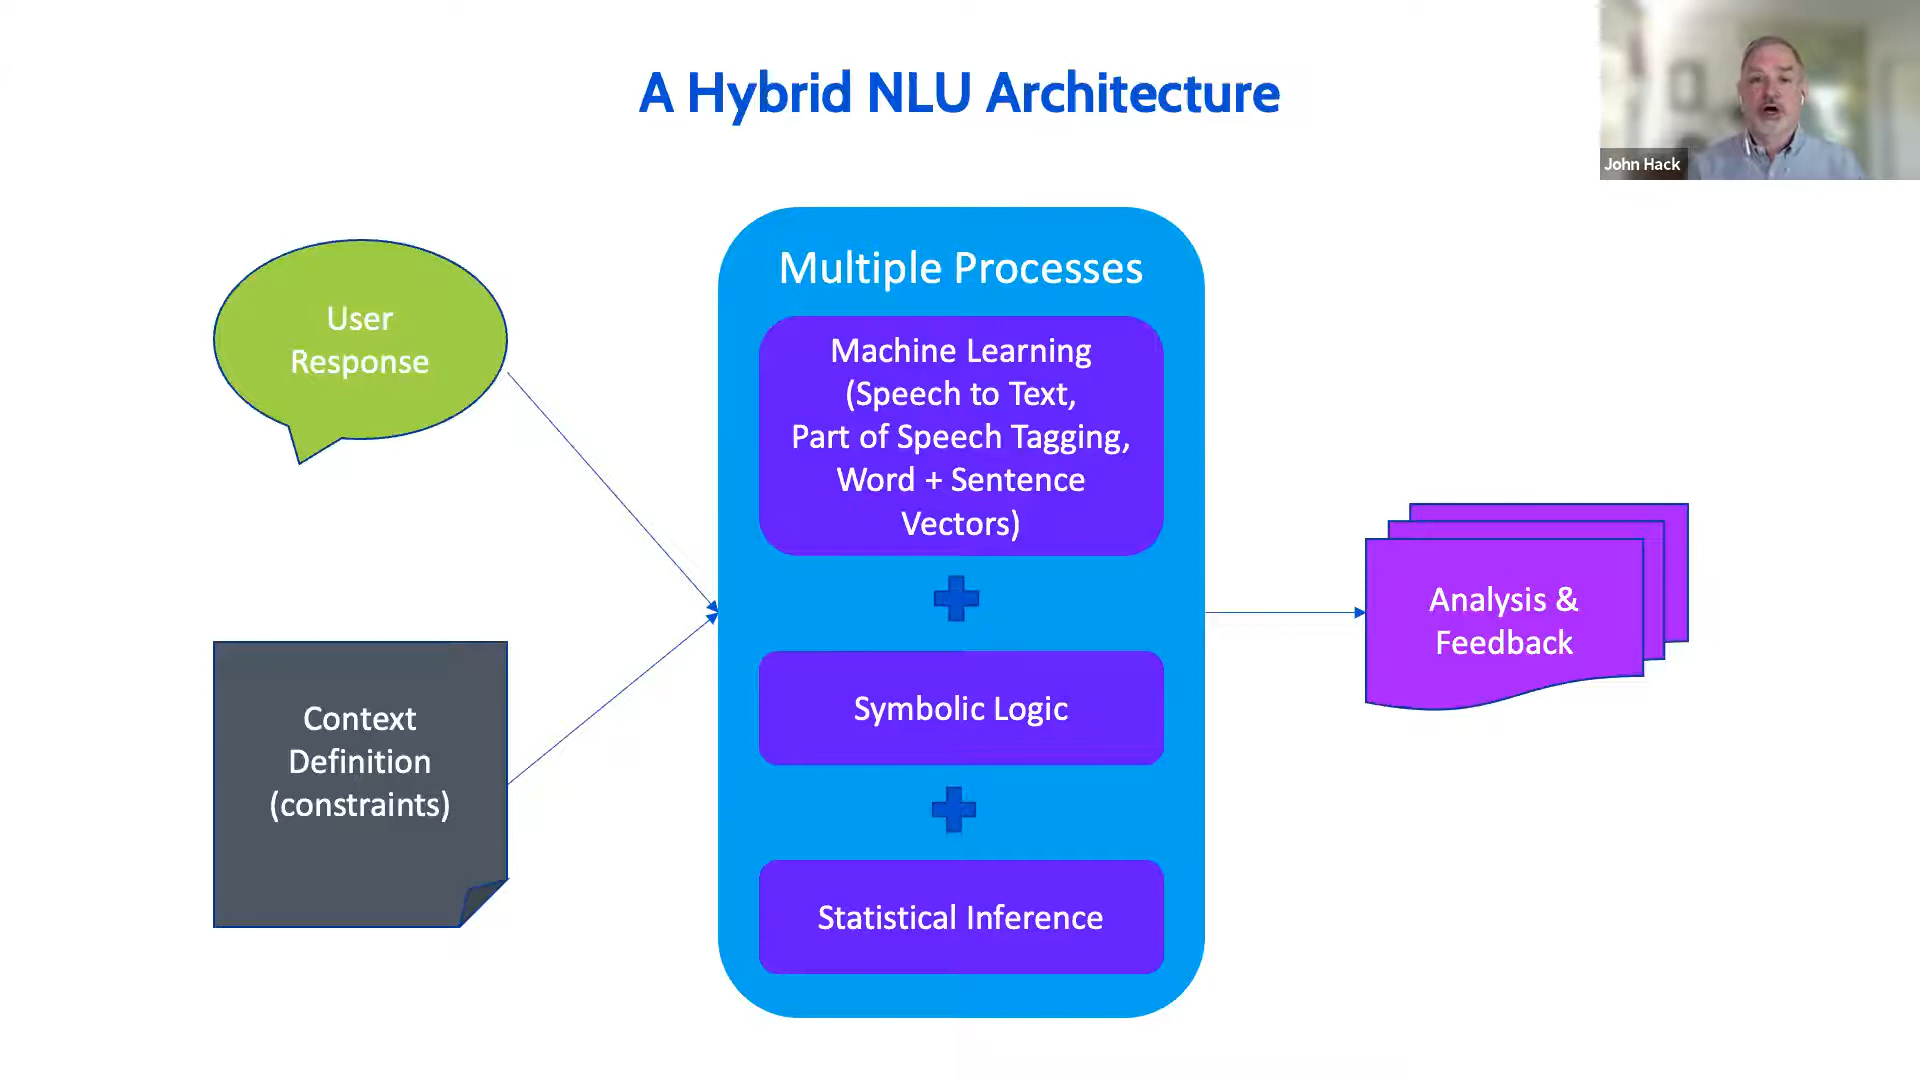 A Hybrid NLU Architecture
John Hack
User
Response
Context
Definition
(constraints)
Multiple Processes
Machine Learning
(Speech to Text,
Part of Speech Tagging,
Word + Sentence
Vectors)
Symbolic Logic
Statistical Inference
Analysis &
Feedback